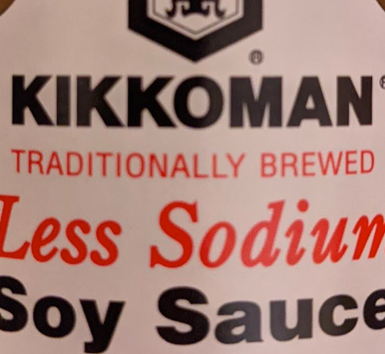 ®
KIKKOMAN®
TRADITIONALLY BREWED
Less Sodium
Soy Sauce